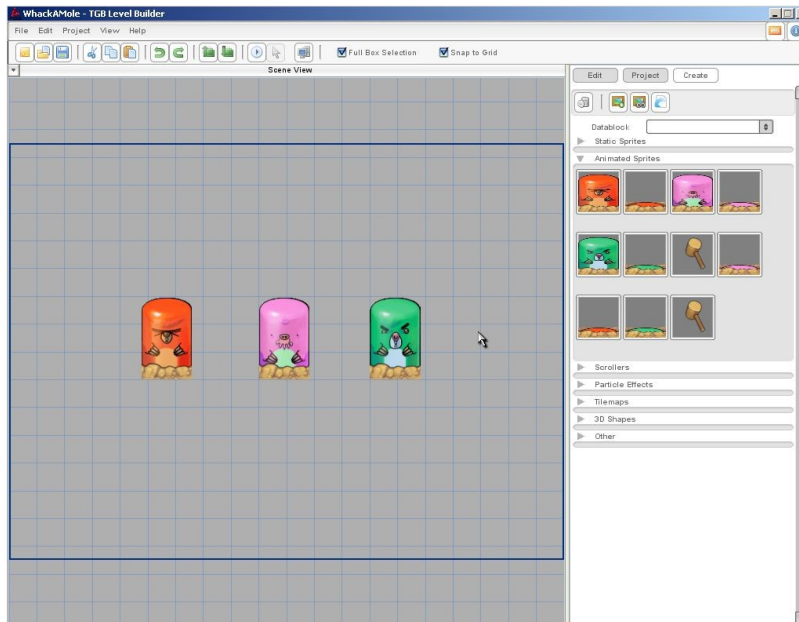 WhackAMole - TGB Level Builder
File Edit Project View Help
Full Box Selection Snap to Grid
Scene View
Edit Project Create
Datablock
Static Sprites
Animated Sprites
Scrollers
Particle Effects
Tilemaps
3D Shapes
Other